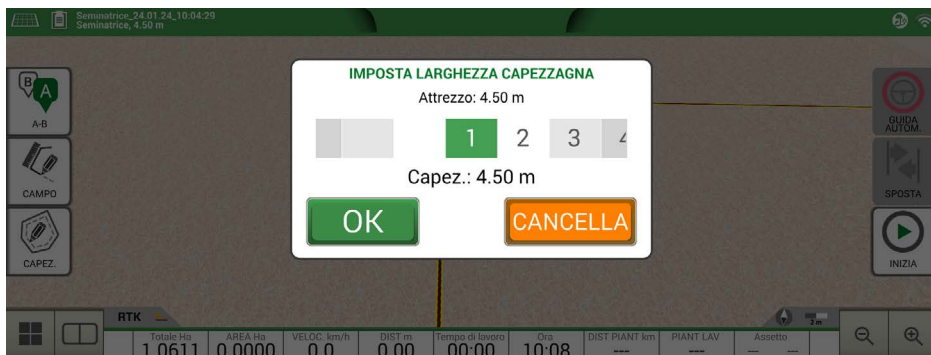 Seminatrice_24.01.24_10:04:29
Seminatrice, 4.50 m
IMPOSTA LARGHEZZA CAPEZZAGNA
Attrezzo: 4.50 m
1 2 3 4
Capez.: 4.50 m
OK CANCELLA
B A
A-B
CAMPO
CAPEZ.
GUIDA
AUTOM.
SPOSTA
INIZIA
RTK
2 m
Totale Ha AREA Ha VELOC. km/h DIST m Tempo di lavoro Ora DIST PIANT km PIANT LAV Assetto
1.0611 0.0000 0.0 0.00 00:00 10:08 --- --- --- ---